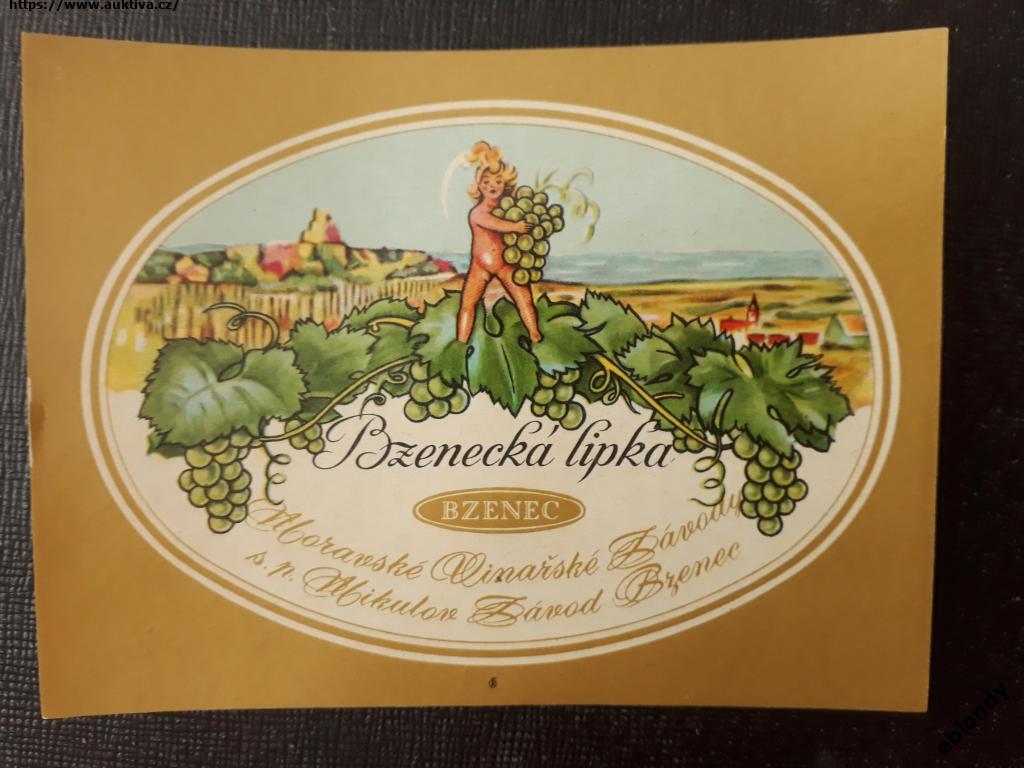 https://www.auktiva.cz/
Bzenecká lipka
BZENEC
Moravské Vinařské Závody
s. p. Mikulov Závod Bzenec
eblondy